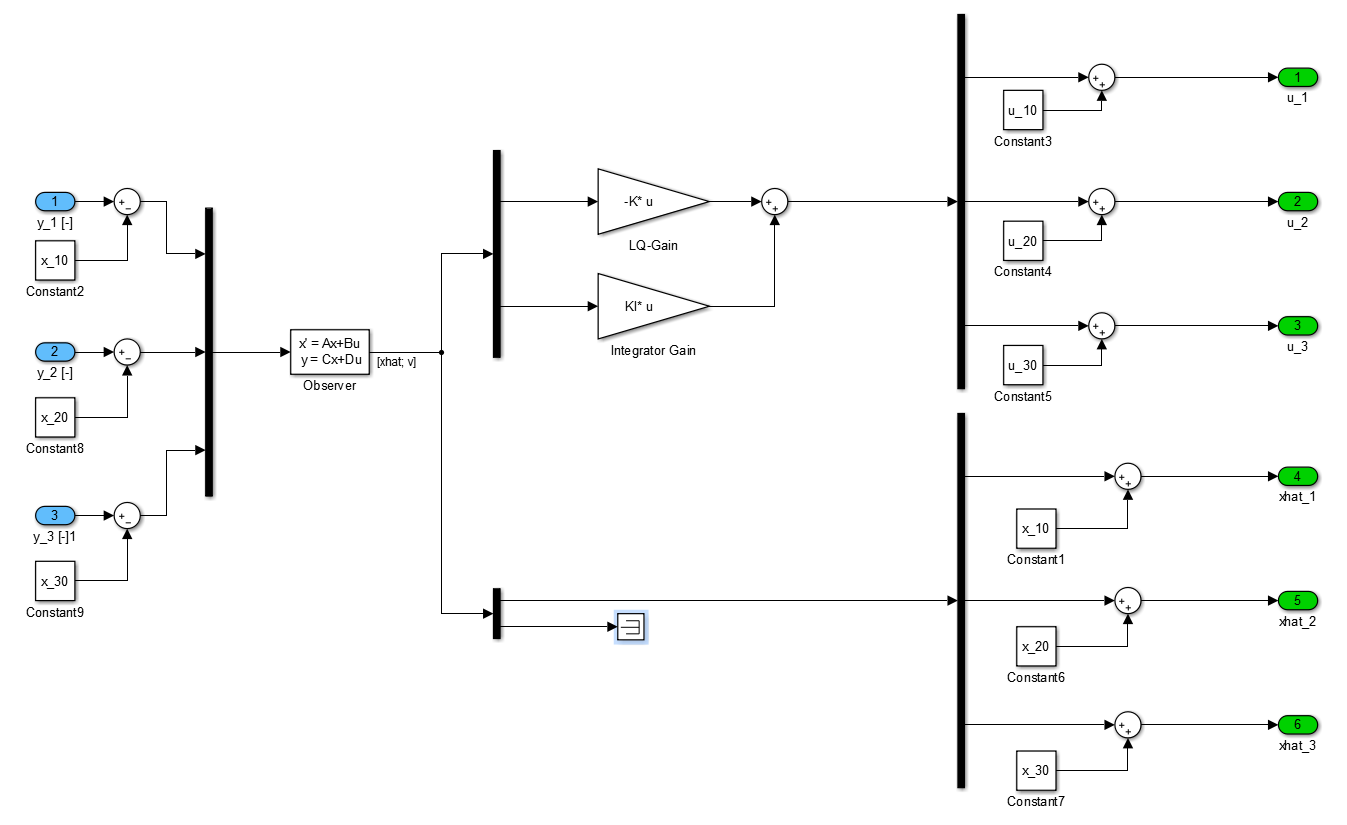 1
y_1 [-]
x_10
Constant2
2
y_2 [-]
x_20
Constant8
3
y_3 [-]1
x_30
Constant9
x' = Ax+Bu
y = Cx+Du
Observer
[xhat; v]
-K* u
LQ-Gain
KI* u
Integrator Gain
u_10
Constant3
1
u_1
u_20
Constant4
2
u_2
u_30
Constant5
3
u_3
x_10
Constant1
4
xhat_1
x_20
Constant6
5
xhat_2
x_30
Constant7
6
xhat_3